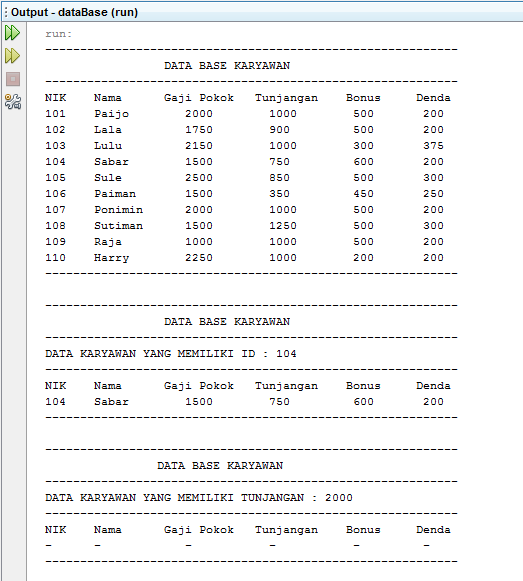 Output - dataBase (run)
run:
-----------------------------------------------------------
DATA BASE KARYAWAN
-----------------------------------------------------------
NIK    Nama      Gaji Pokok   Tunjangan    Bonus     Denda
101    Paijo        2000        1000        500       200
102    Lala         1750        900         500       200
103    Lulu         2150        1000        300       375
104    Sabar        1500        750         600       200
105    Sule         2500        850         500       300
106    Paiman       1500        350         450       250
107    Ponimin      2000        1000        500       200
108    Sutiman      1500        1250        500       300
109    Raja         1000        1000        500       200
110    Harry        2250        1000        200       200
-----------------------------------------------------------
-----------------------------------------------------------
DATA BASE KARYAWAN
-----------------------------------------------------------
DATA KARYAWAN YANG MEMILIKI ID : 104
-----------------------------------------------------------
NIK    Nama      Gaji Pokok   Tunjangan    Bonus     Denda
104    Sabar        1500        750         600       200
-----------------------------------------------------------
-----------------------------------------------------------
DATA BASE KARYAWAN
-----------------------------------------------------------
DATA KARYAWAN YANG MEMILIKI TUNJANGAN : 2000
-----------------------------------------------------------
NIK    Nama      Gaji Pokok   Tunjangan    Bonus     Denda
-      -            -           -           -         -
-----------------------------------------------------------